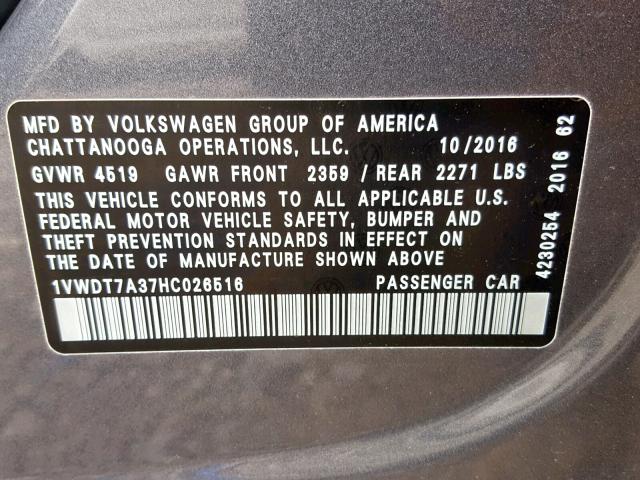 MFD BY VOLKSWAGEN GROUP OF AMERICA
CHATTANOOGA OPERATIONS, LLC. 10/2016
GVWR 4519 GAWR FRONT 2359 / REAR 2271 LBS
THIS VEHICLE CONFORMS TO ALL APPLICABLE U.S.
FEDERAL MOTOR VEHICLE SAFETY, BUMPER AND
THEFT PREVENTION STANDARDS IN EFFECT ON
THE DATE OF MANUFACTURE SHOWN ABOVE
1VWDT7A37HC026516 PASSENGER CAR
4230254 2016 62